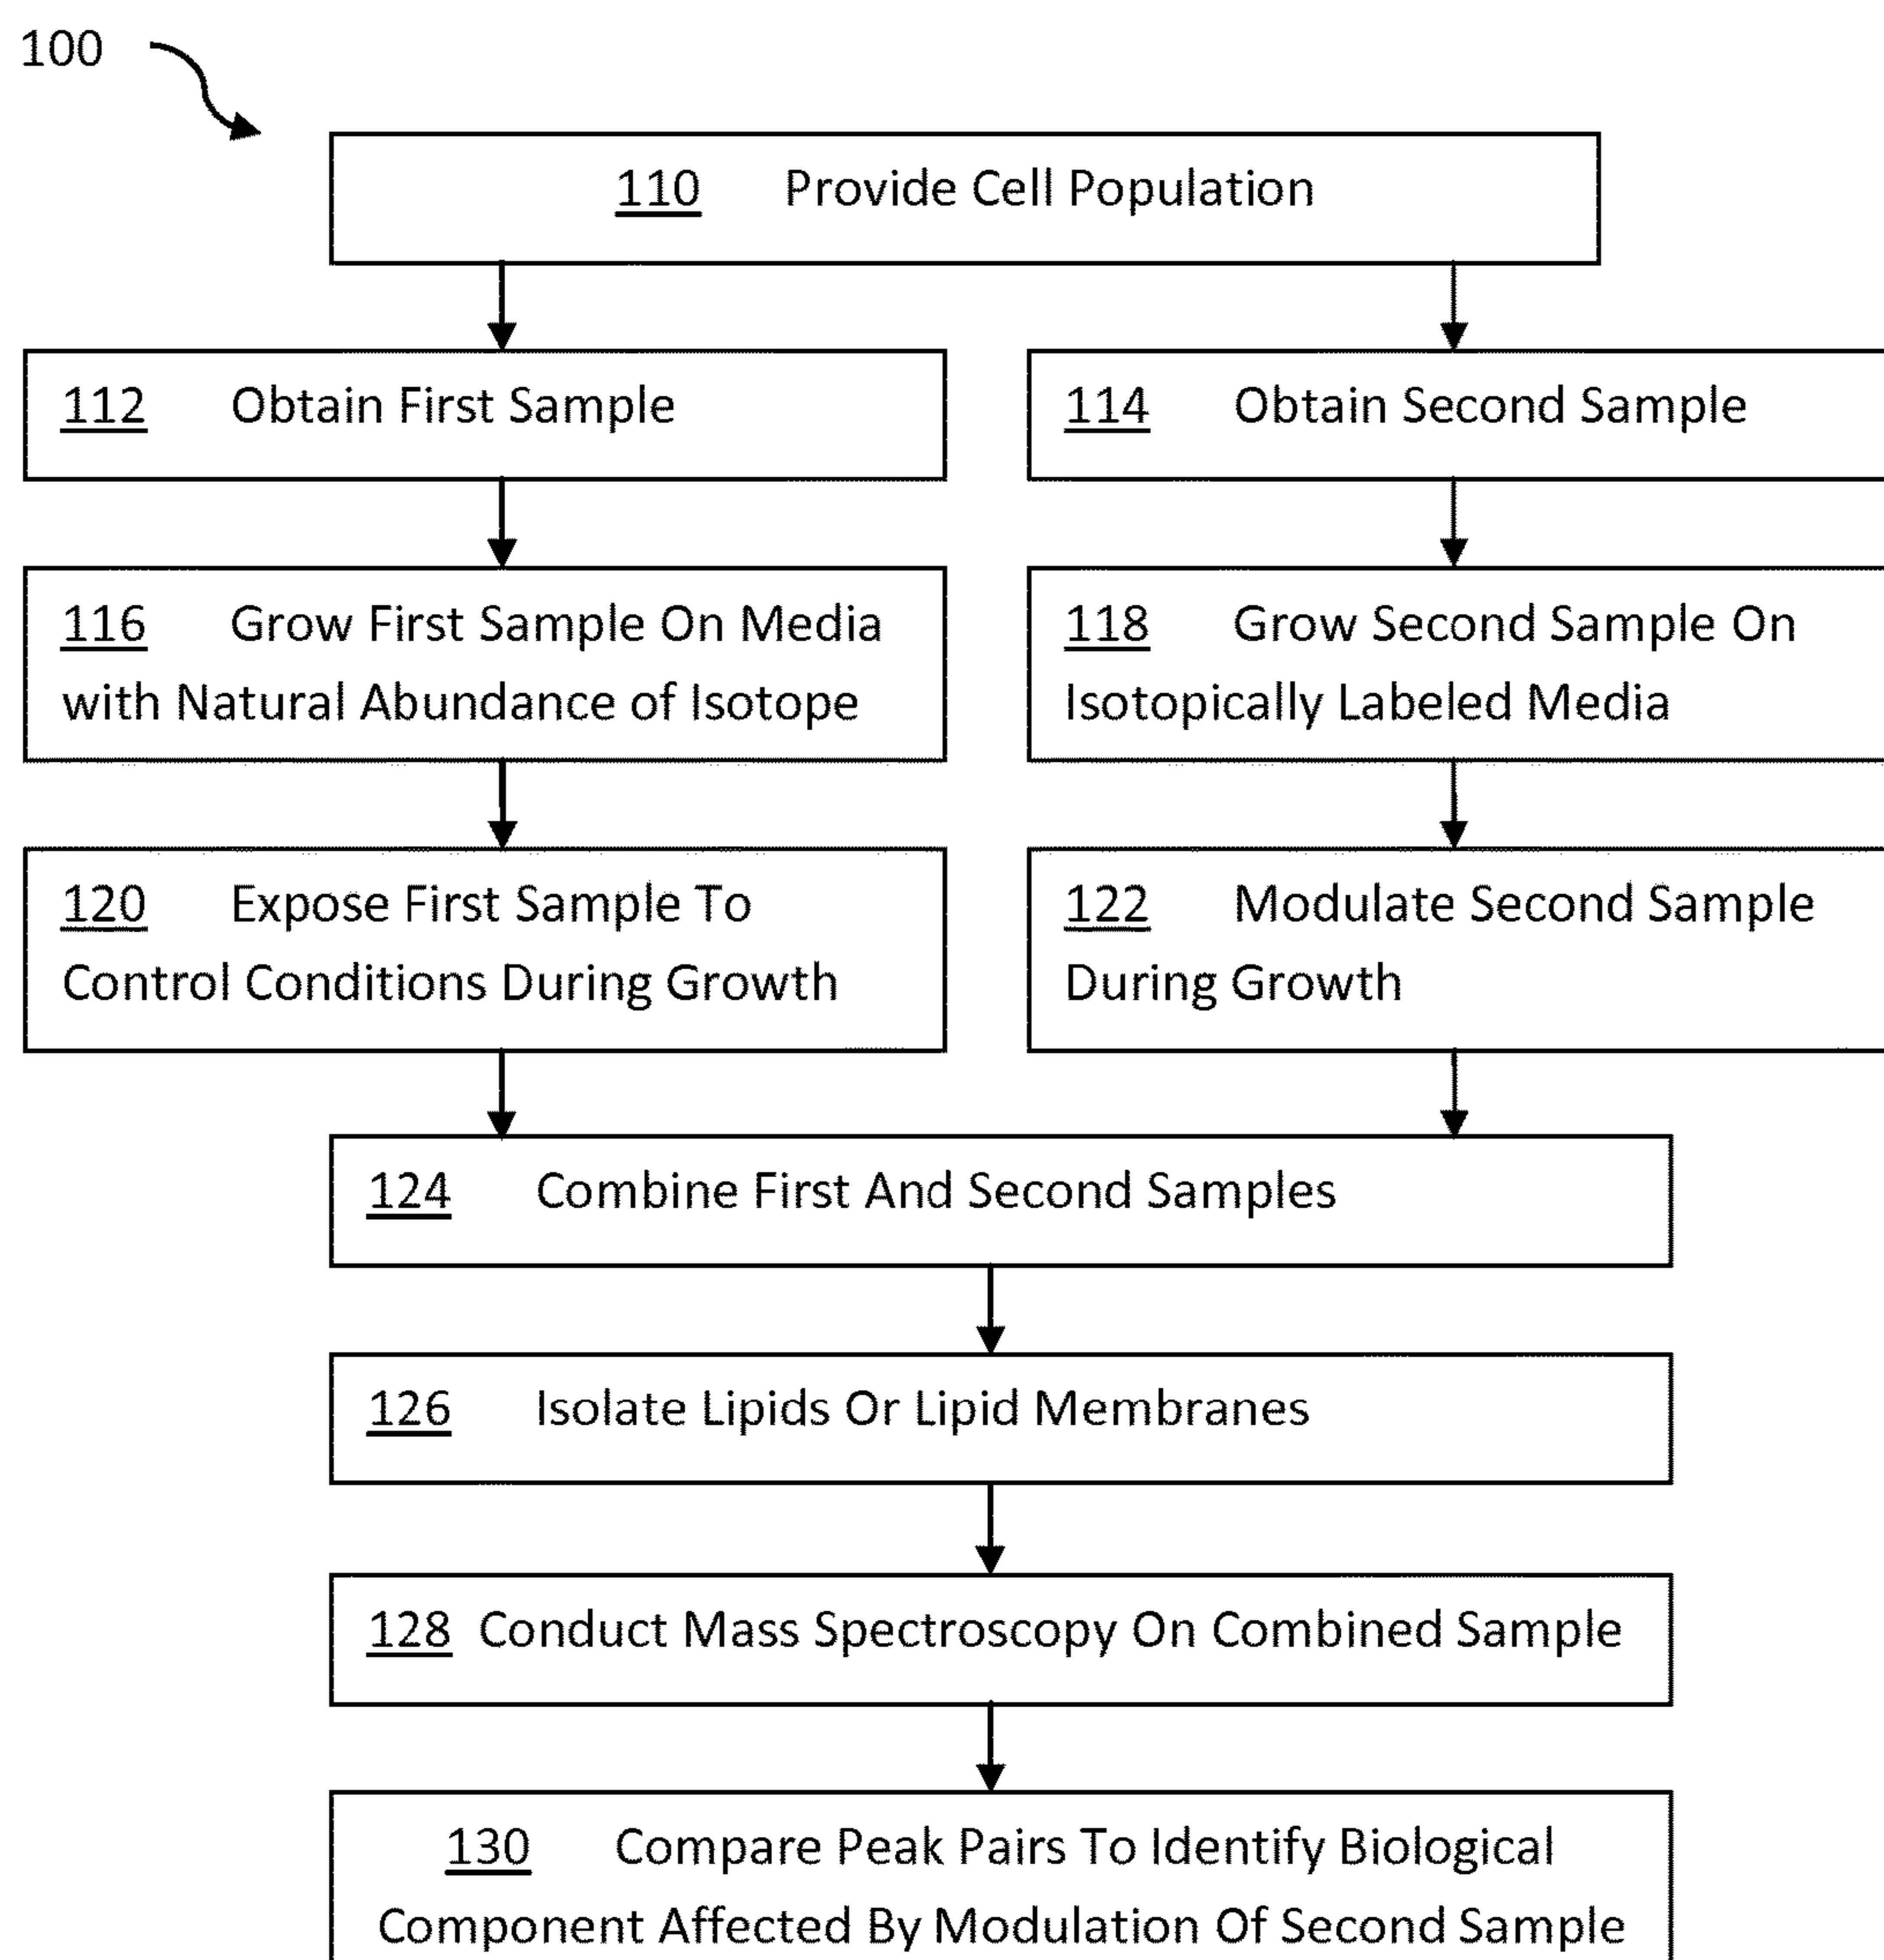 100
110 Provide Cell Population
112 Obtain First Sample
114 Obtain Second Sample
116 Grow First Sample On Media
with Natural Abundance of Isotope
118 Grow Second Sample On
Isotopically Labeled Media
120 Expose First Sample To
Control Conditions During Growth
122 Modulate Second Sample
During Growth
124 Combine First And Second Samples
126 Isolate Lipids Or Lipid Membranes
128 Conduct Mass Spectroscopy On Combined Sample
130 Compare Peak Pairs To Identify Biological
Component Affected By Modulation Of Second Sample